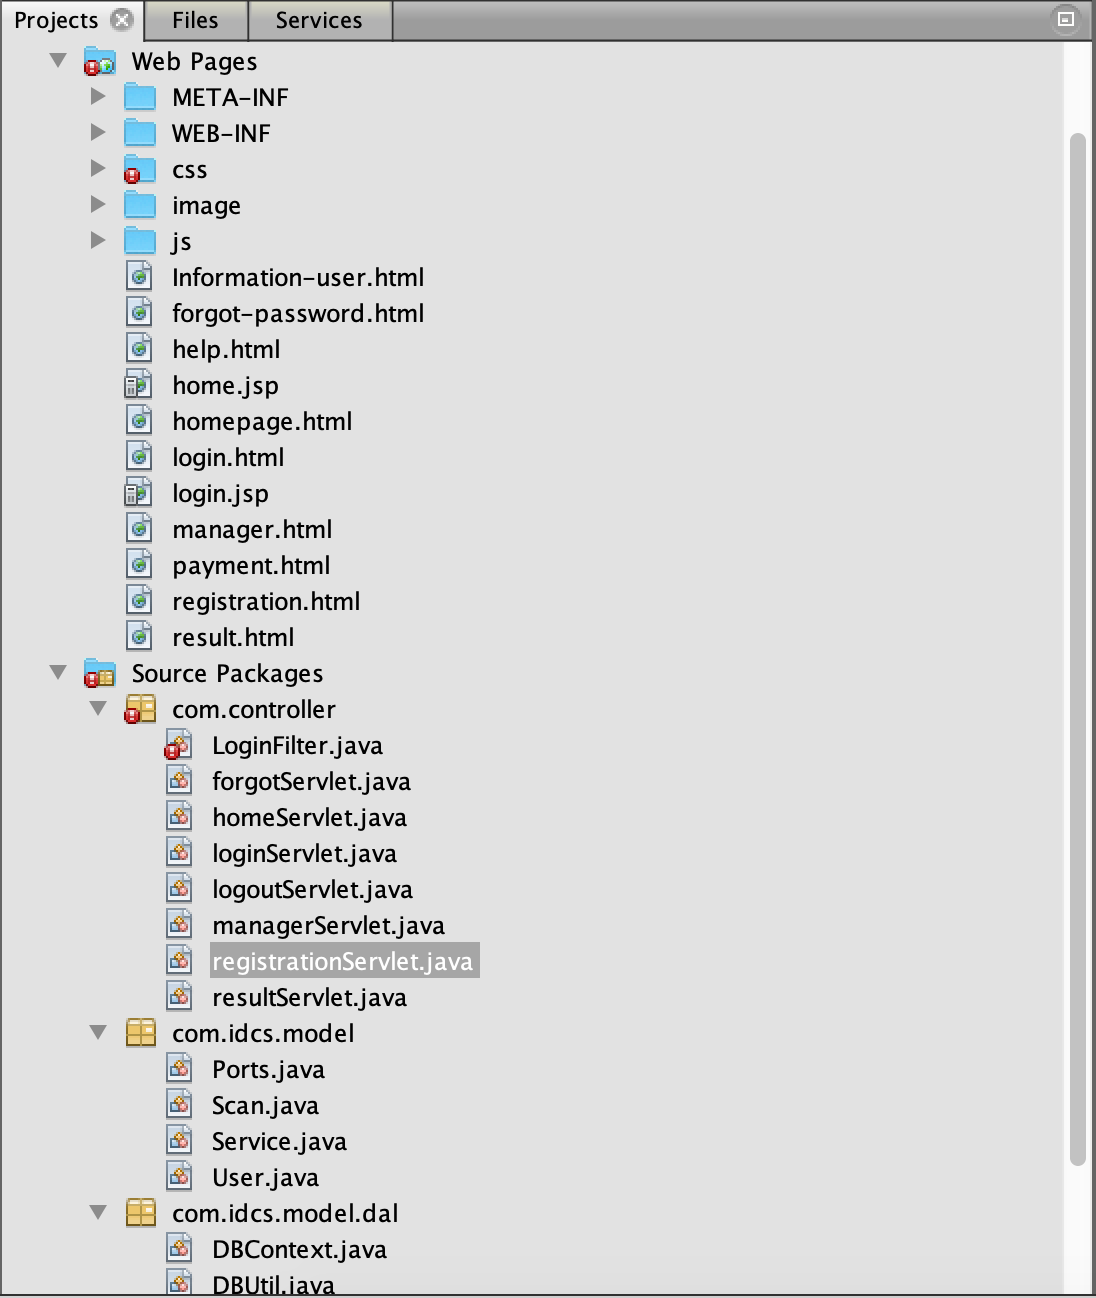 Projects Files Services
Web Pages
META-INF
WEB-INF
css
image
js
Information-user.html
forgot-password.html
help.html
home.jsp
homepage.html
login.html
login.jsp
manager.html
payment.html
registration.html
result.html
Source Packages
com.controller
LoginFilter.java
forgotServlet.java
homeServlet.java
loginServlet.java
logoutServlet.java
managerServlet.java
registrationServlet.java
resultServlet.java
com.idcs.model
Ports.java
Scan.java
Service.java
User.java
com.idcs.model.dal
DBContext.java
DBUtil.java